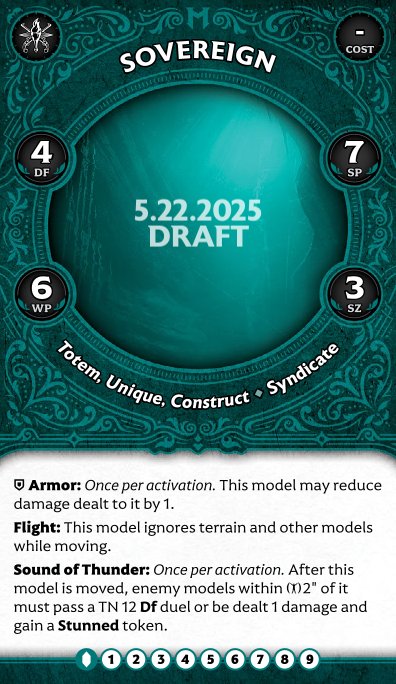 SOVEREIGN
-
COST
4
DF
7
SP
5.22.2025
DRAFT
6
WP
3
SZ
Totem, Unique, Construct ◆ Syndicate
Armor: Once per activation. This model may reduce
damage dealt to it by 1.
Flight: This model ignores terrain and other models
while moving.
Sound of Thunder: Once per activation. After this
model is moved, enemy models within 2" of it
must pass a TN 12 Df duel or be dealt 1 damage and
gain a Stunned token.
1 2 3 4 5 6 7 8 9